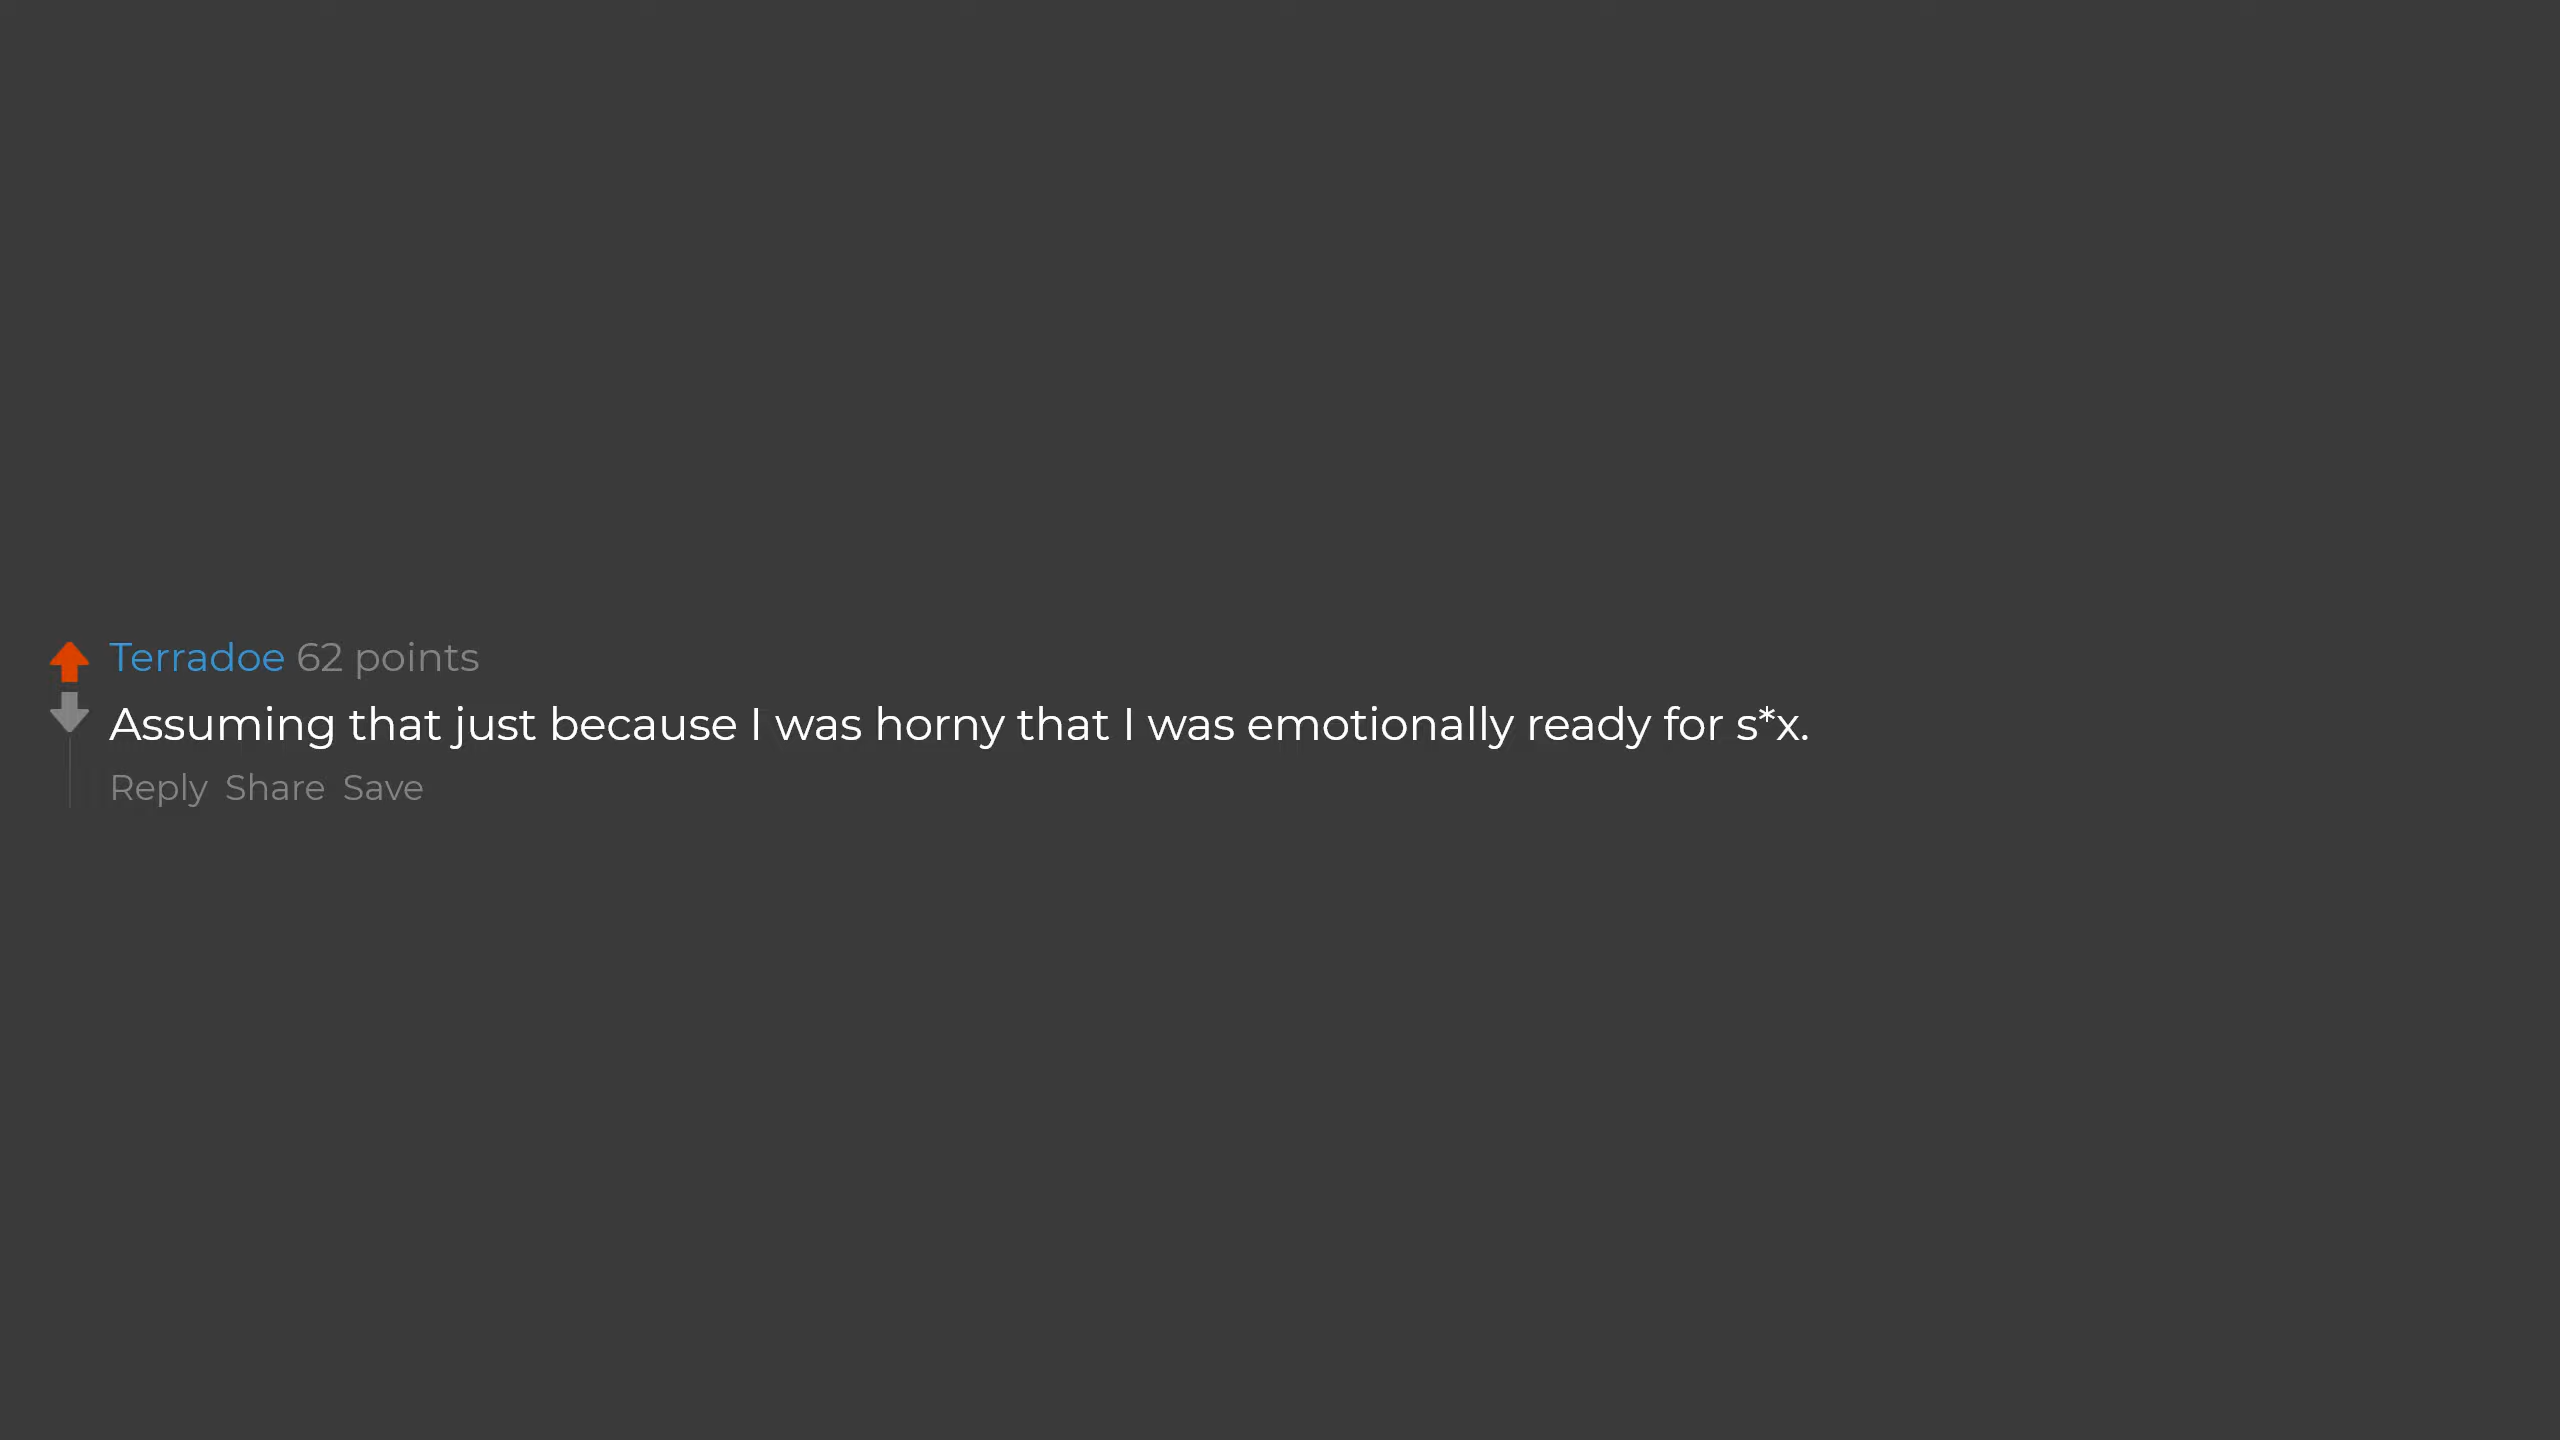 Terradoe 62 points
Assuming that just because I was horny that I was emotionally ready for s*x.
Reply Share Save